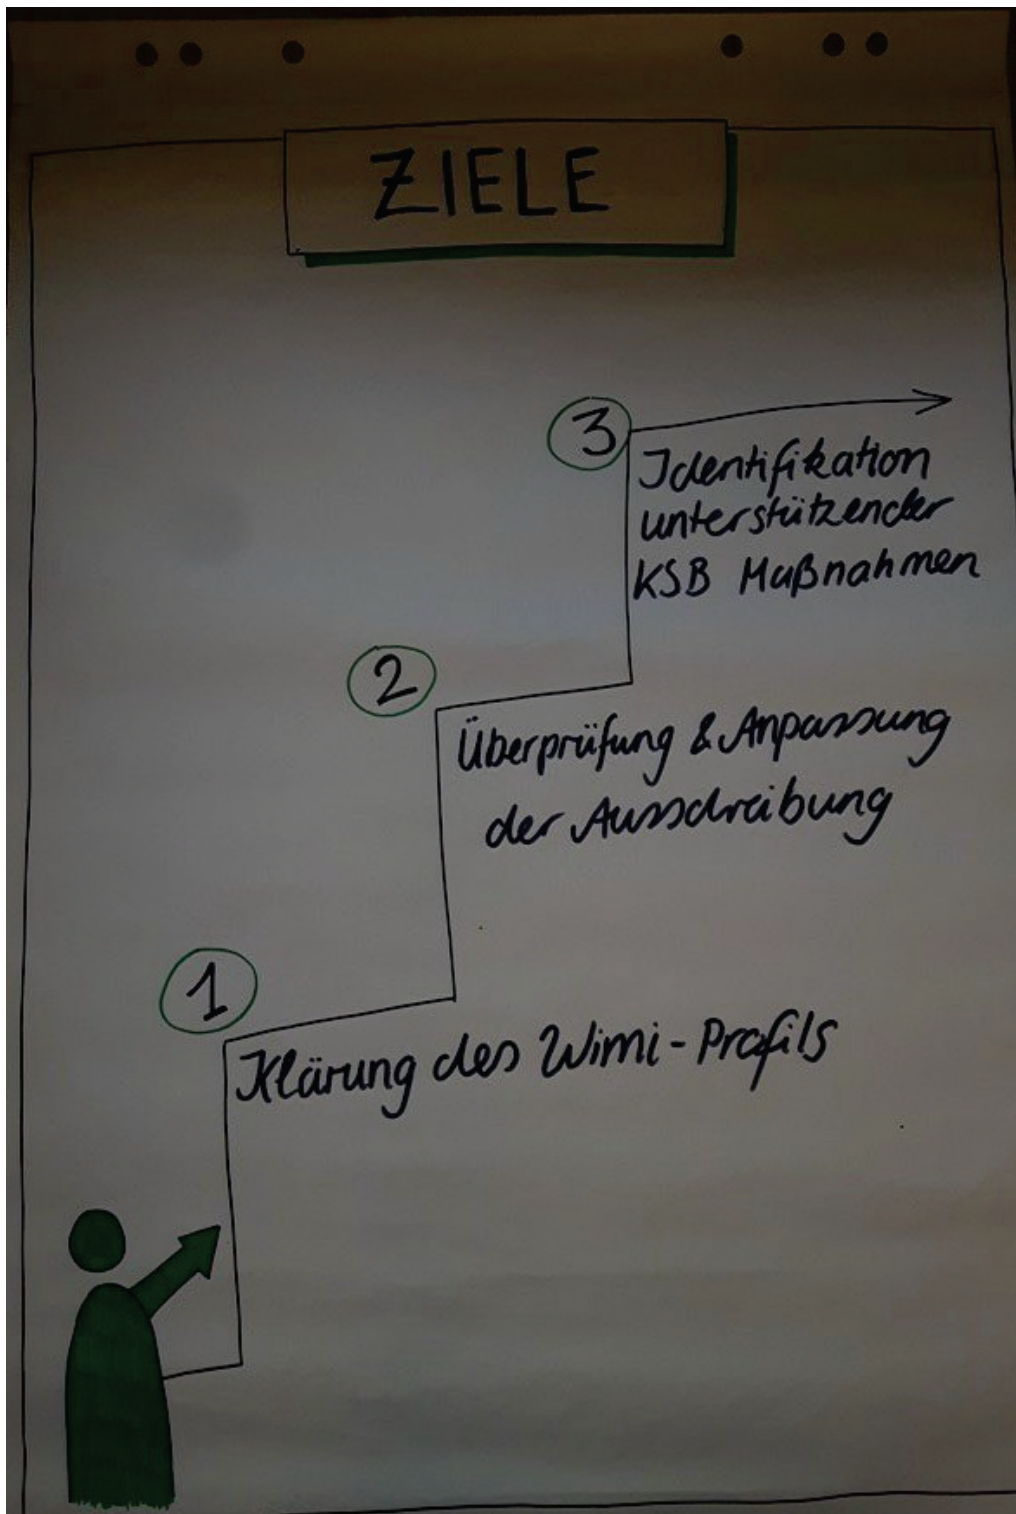 ZIELE
3
Identifikation
unterstützender
KSB Maßnahmen
2
Überprüfung & Anpassung
der Ausschreibung
1
Klärung des Wimi-Profils